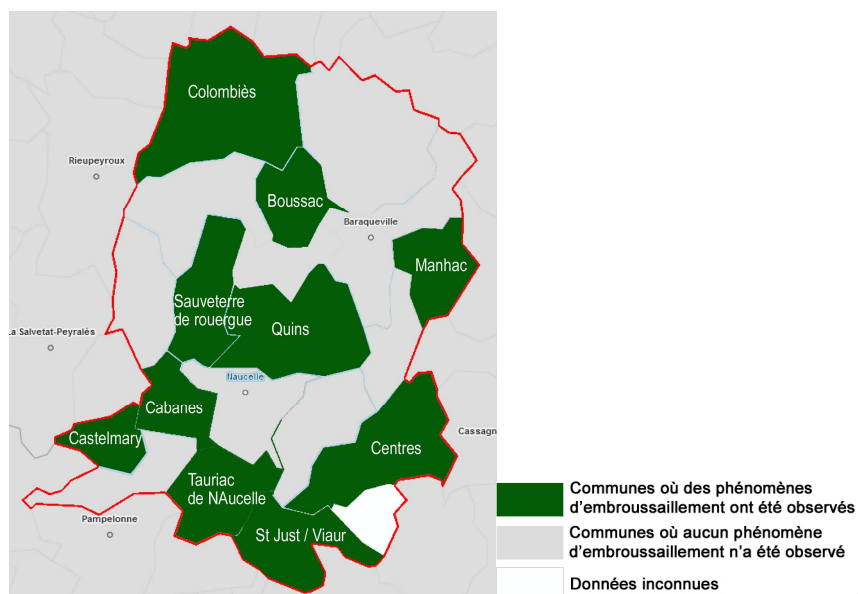 Colombiès
Rieupeyroux
Boussac
Baraqueville
Manhac
Sauveterre
de rouergue
Quins
a Salvetat-Peyralés
Naucelle
Cabanes
Castelmary
Cassagn
Centres
Tauriac
de NAucelle
Pampelonne
St Just / Viaur
Communes où des phénomènes
d'embroussaillement ont été observés
Communes où aucun phénomène
d'embroussaillement n'a été observé
Données inconnues